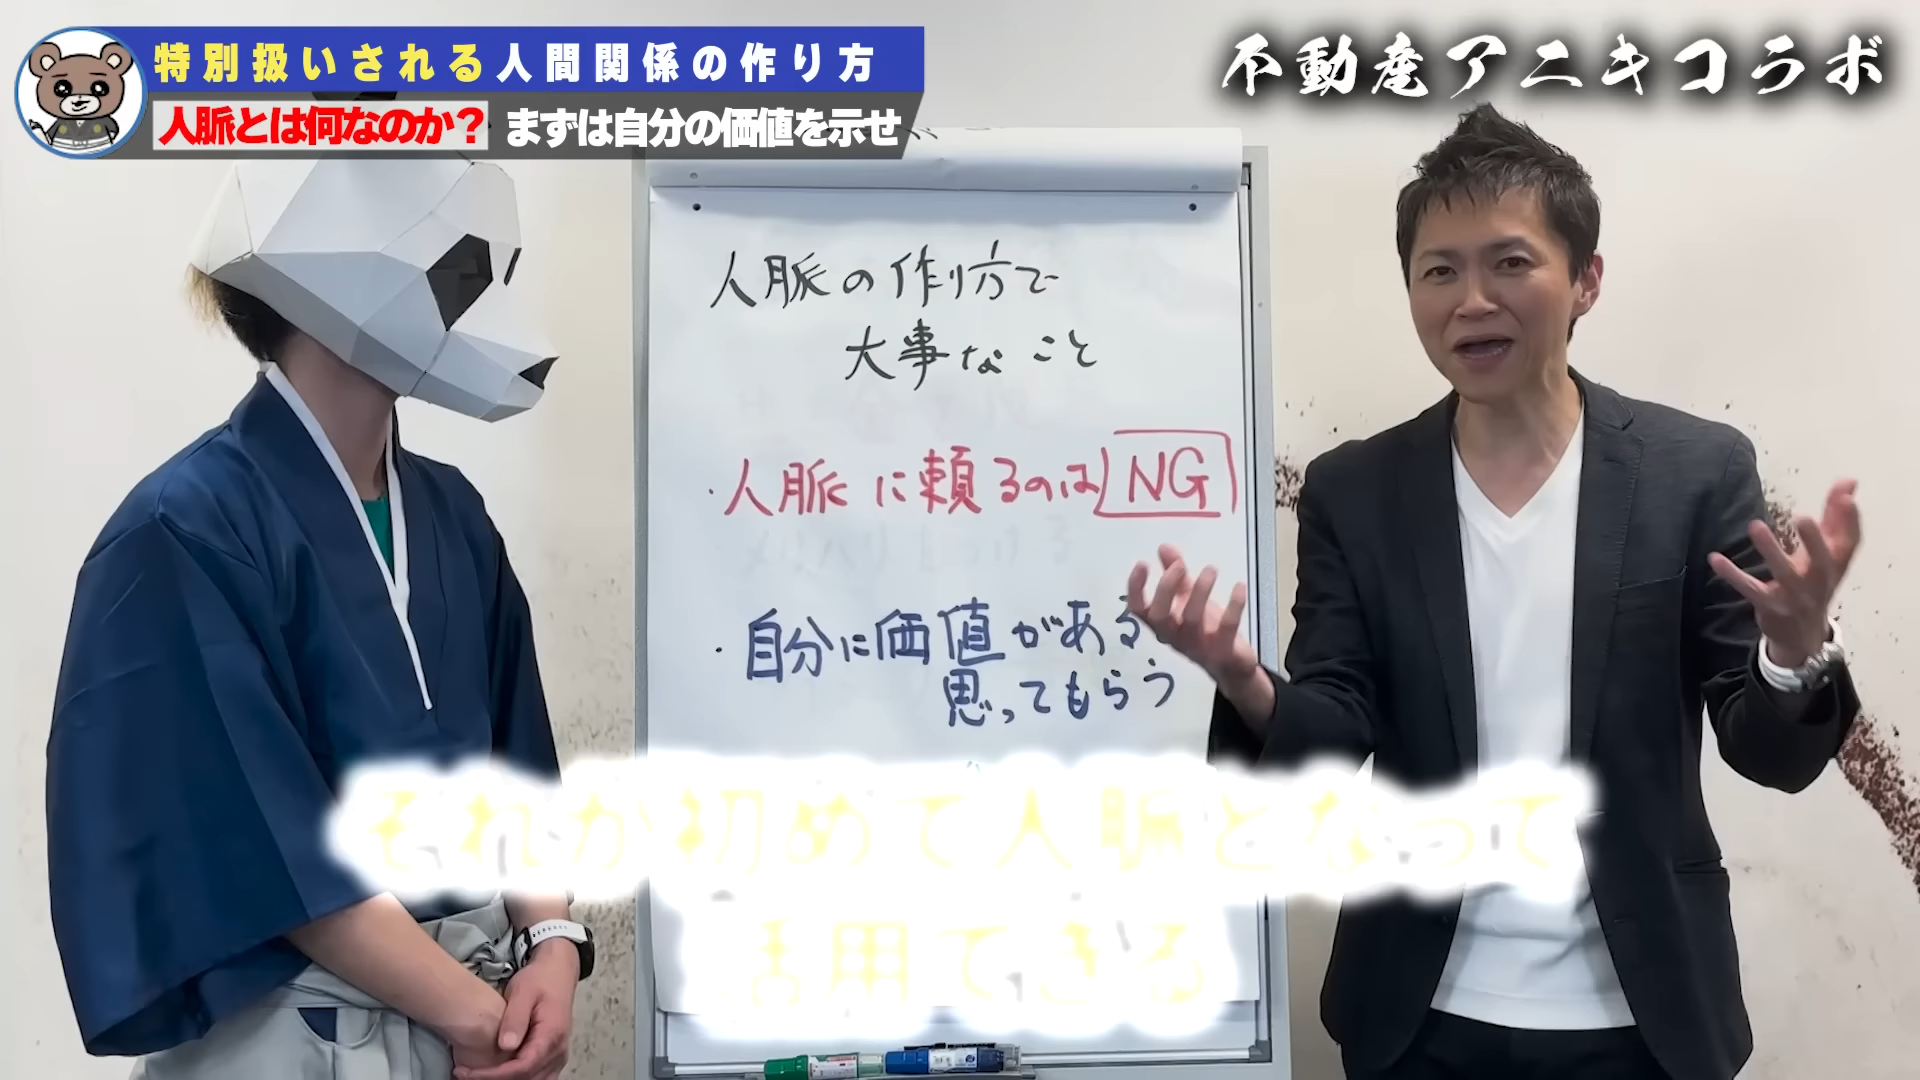 特別扱いされる人間関係の作り方
人脈とは何なのか？ まずは自分の価値を示せ
不動産アニキコラボ
人脈の作り方で
大事なこと
・人脈に頼るのはNG
・自分に価値がある
思ってもらう
それが初めて人脈となって
活用できる